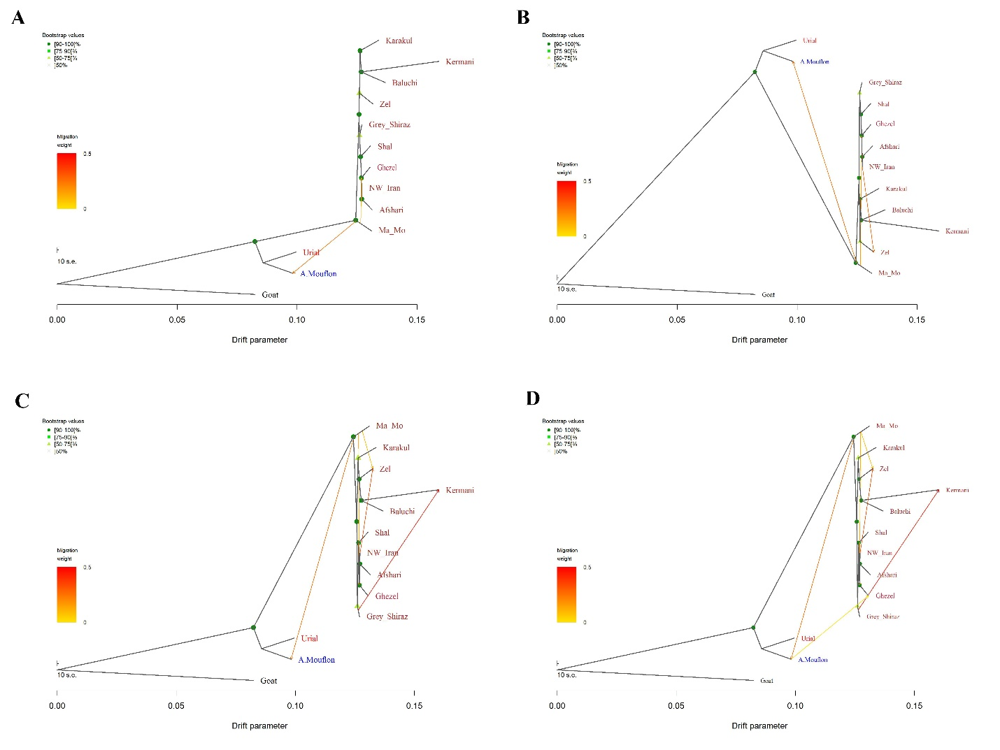 A
Bootstrap values
[90-100]%
[75-90[%
[50-75[%
]50%
Karakul
Kermani
Baluchi
Zel
Grey_Shiraz
Shal
Ghezel
NW_Iran
Afshari
Ma_Mo
Urial
A.Mouflon
Goat
Migration
weight
0.5
0
10 s.e.
0.00 0.05 0.10 0.15
Drift parameter
B
Bootstrap values
[90-100]%
[75-90[%
[50-75[%
]50%
Urial
A.Mouflon
Grey_Shiraz
Shal
Ghezel
Afshari
NW_Iran
Karakul
Baluchi
Kermani
Zel
Ma_Mo
Goat
Migration
weight
0.5
0
10 s.e.
0.00 0.05 0.10 0.15
Drift parameter
C
Bootstrap values
[90-100]%
[75-90[%
[50-75[%
]50%
Ma_Mo
Karakul
Zel
Kermani
Baluchi
Shal
NW_Iran
Afshari
Ghezel
Grey_Shiraz
Urial
A.Mouflon
Goat
Migration
weight
0.5
0
10 s.e.
0.00 0.05 0.10 0.15
Drift parameter
D
Bootstrap values
[90-100]%
[75-90[%
[50-75[%
]50%
Ma_Mo
Karakul
Zel
Kermani
Baluchi
Shal
NW_Iran
Afshari
Ghezel
Grey_Shiraz
Urial
A.Mouflon
Goat
Migration
weight
0.5
0
10 s.e.
0.00 0.05 0.10 0.15
Drift parameter